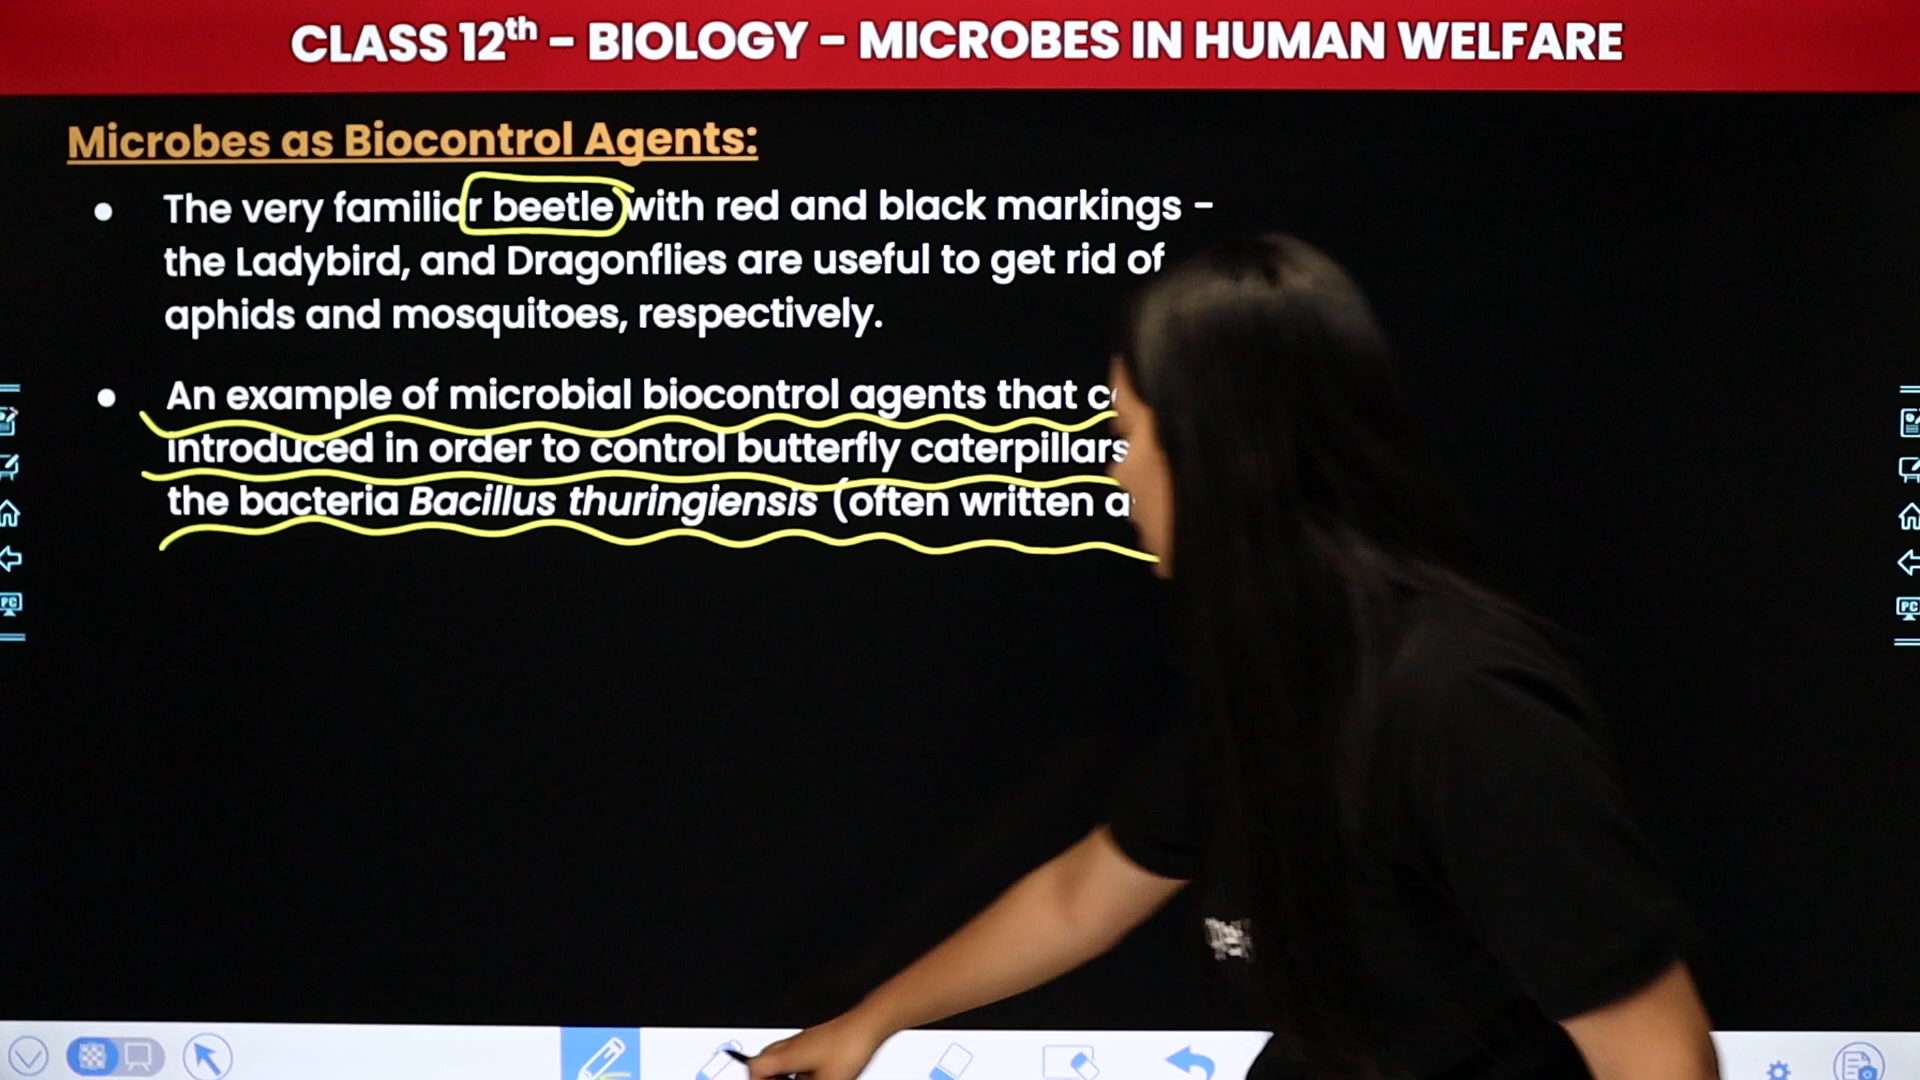 CLASS 12th - BIOLOGY - MICROBES IN HUMAN WELFARE
Microbes as Biocontrol Agents:
• The very familiar beetle with red and black markings –
the Ladybird, and Dragonflies are useful to get rid of
aphids and mosquitoes, respectively.
• An example of microbial biocontrol agents that
introduced in order to control butterfly caterpillars
the bacteria Bacillus thuringiensis (often written
PC
PC